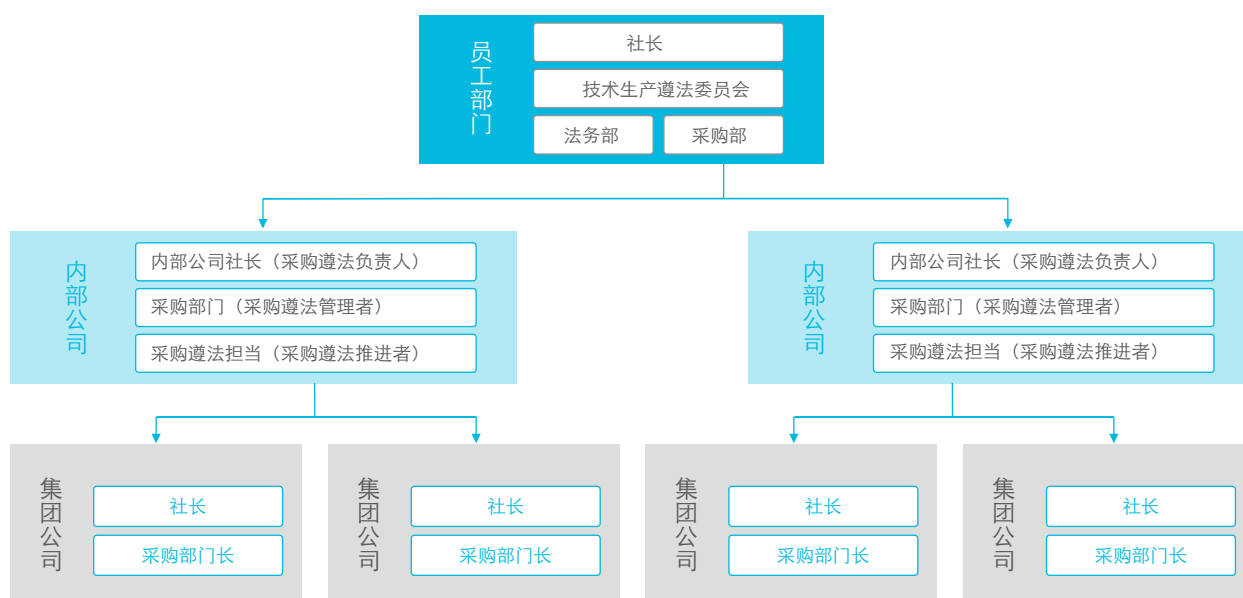 员工部门
社长
技术生产遵法委员会
法务部
采购部
内部公司
内部公司社长（采购遵法负责人）
采购部门（采购遵法管理者）
采购遵法担当（采购遵法推进者）
内部公司
内部公司社长（采购遵法负责人）
采购部门（采购遵法管理者）
采购遵法担当（采购遵法推进者）
集团公司
社长
采购部门长
集团公司
社长
采购部门长
集团公司
社长
采购部门长
集团公司
社长
采购部门长